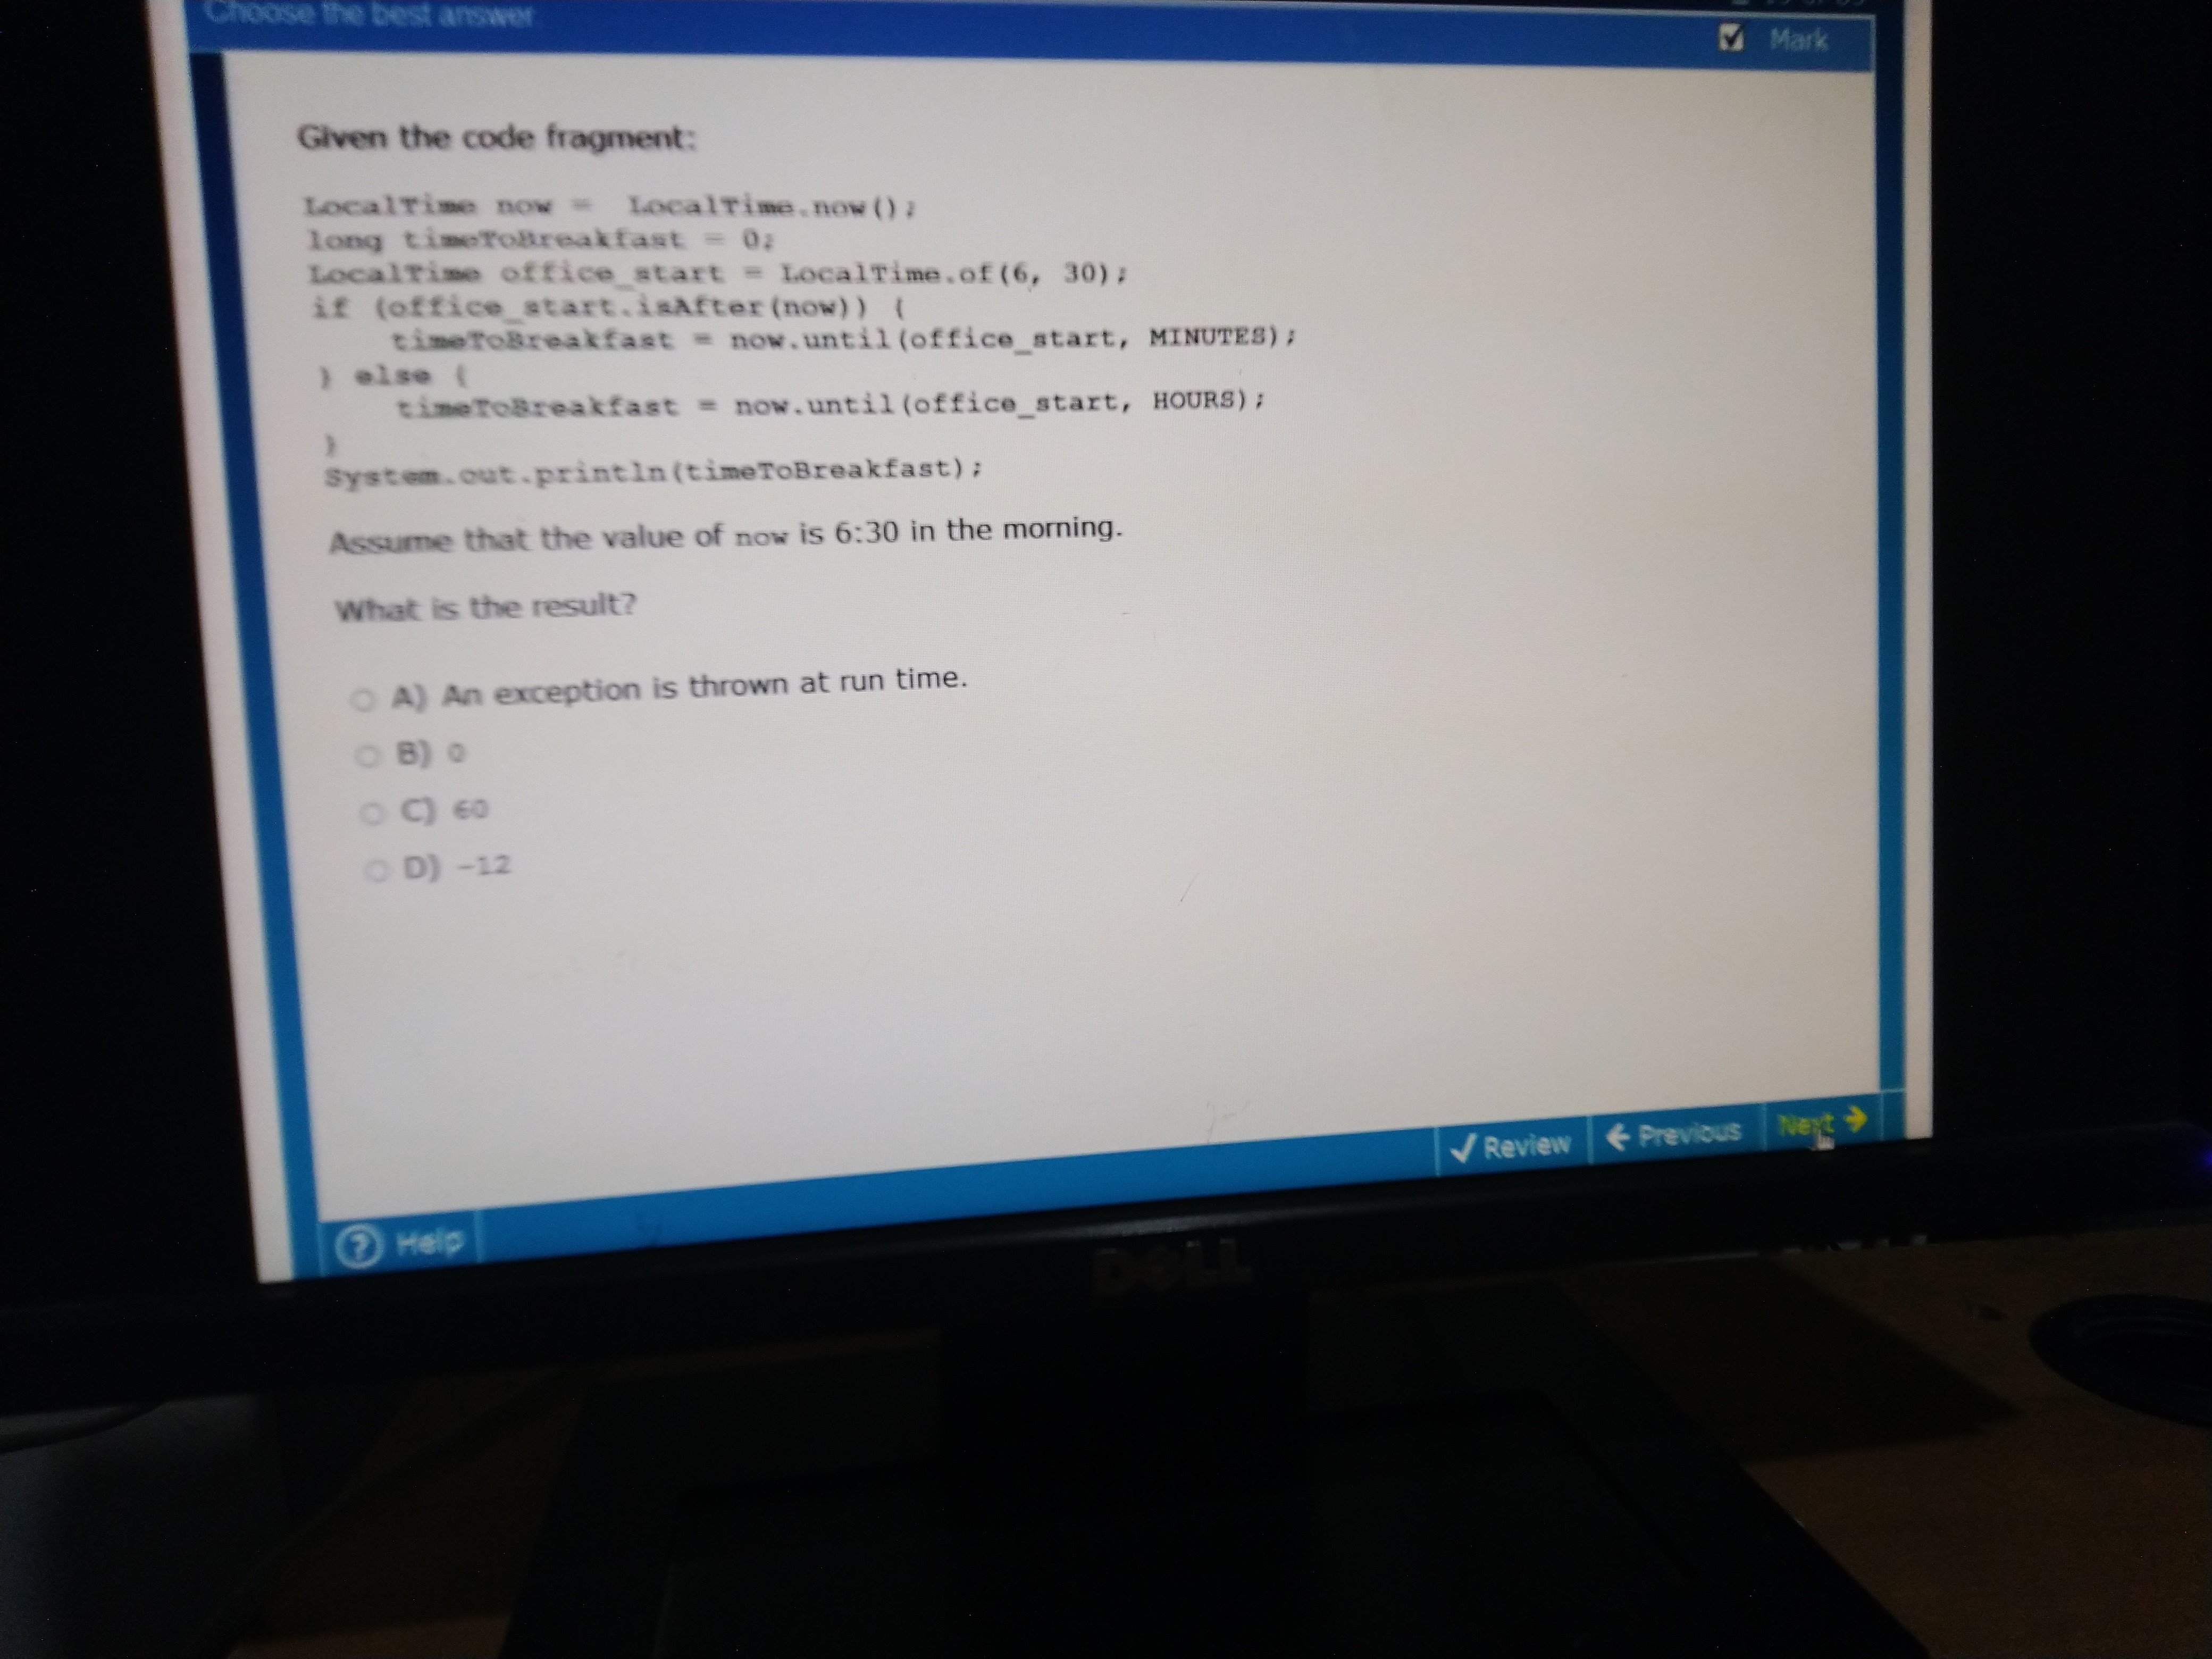 Choose the best answer
Mark
Given the code fragment:
LocalTime now = LocalTime.now();
long timeToBreakfast = 0;
LocalTime office_start = LocalTime.of(6, 30);
if (office_start.isAfter(now)) {
timeToBreakfast = now.until(office_start, MINUTES);
} else {
timeToBreakfast = now.until(office_start, HOURS);
}
System.out.println(timeToBreakfast);
Assume that the value of now is 6:30 in the morning.
What is the result?
A) An exception is thrown at run time.
B) 0
C) 60
D) -12
Review Previous Next
Help
DELL